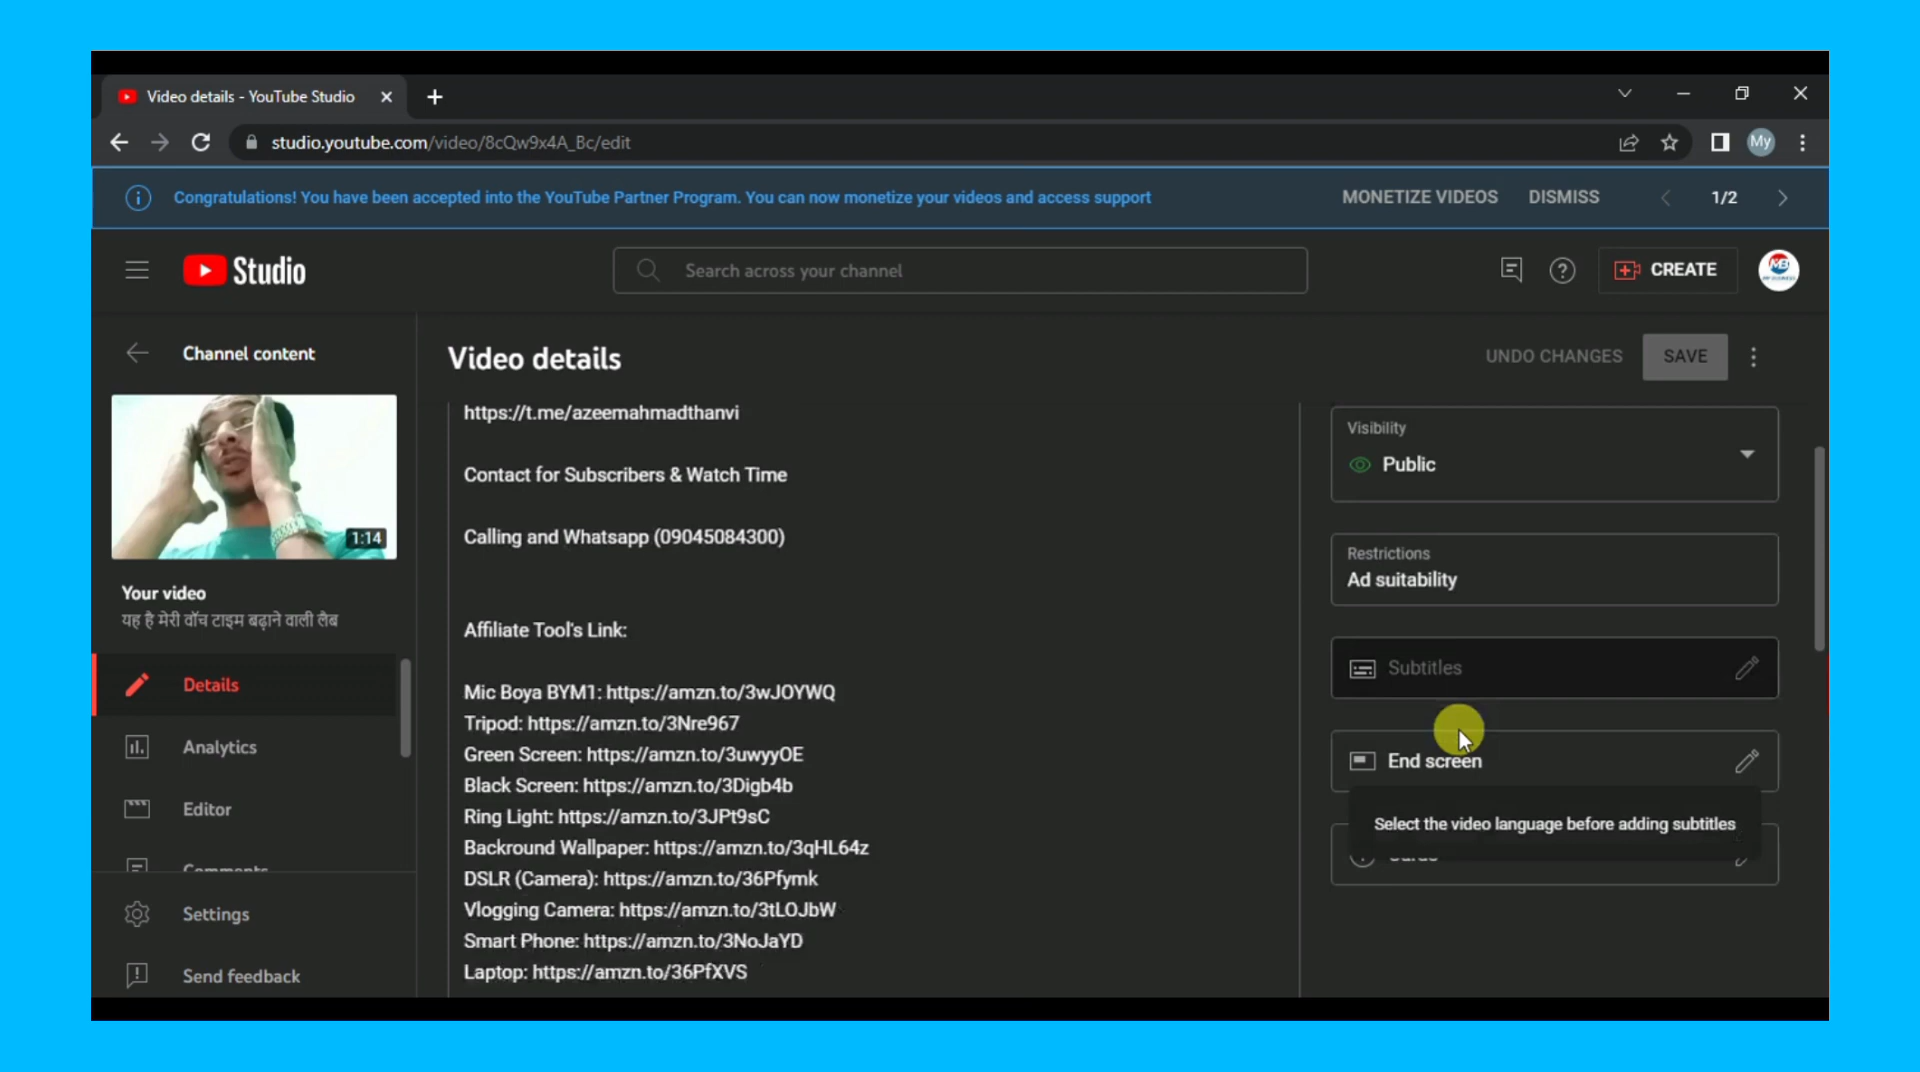 Video details - YouTube Studio
studio.youtube.com/video/8cQw9x4A_Bc/edit
My
Congratulations! You have been accepted into the YouTube Partner Program. You can now monetize your videos and access support
MONETIZE VIDEOS
DISMISS
1/2
Studio
Search across your channel
CREATE
MB
Channel content
Video details
UNDO CHANGES
SAVE
1:14
Your video
यह है मेरी वॉच टाइम बढ़ाने वाली लैब
Details
Analytics
Editor
Comments
Settings
Send feedback
https://t.me/azeemahmadthanvi
Contact for Subscribers & Watch Time
Calling and Whatsapp (09045084300)
Affiliate Tool's Link:
Mic Boya BYM1: https://amzn.to/3wJOYWQ
Tripod: https://amzn.to/3Nre967
Green Screen: https://amzn.to/3uwyyOE
Black Screen: https://amzn.to/3Digb4b
Ring Light: https://amzn.to/3JPt9sC
Backround Wallpaper: https://amzn.to/3qHL64z
DSLR (Camera): https://amzn.to/36Pfymk
Vlogging Camera: https://amzn.to/3tLOJbW
Smart Phone: https://amzn.to/3NoJaYD
Laptop: https://amzn.to/36PfXVS
Visibility
Public
Restrictions
Ad suitability
Subtitles
End screen
Select the video language before adding subtitles